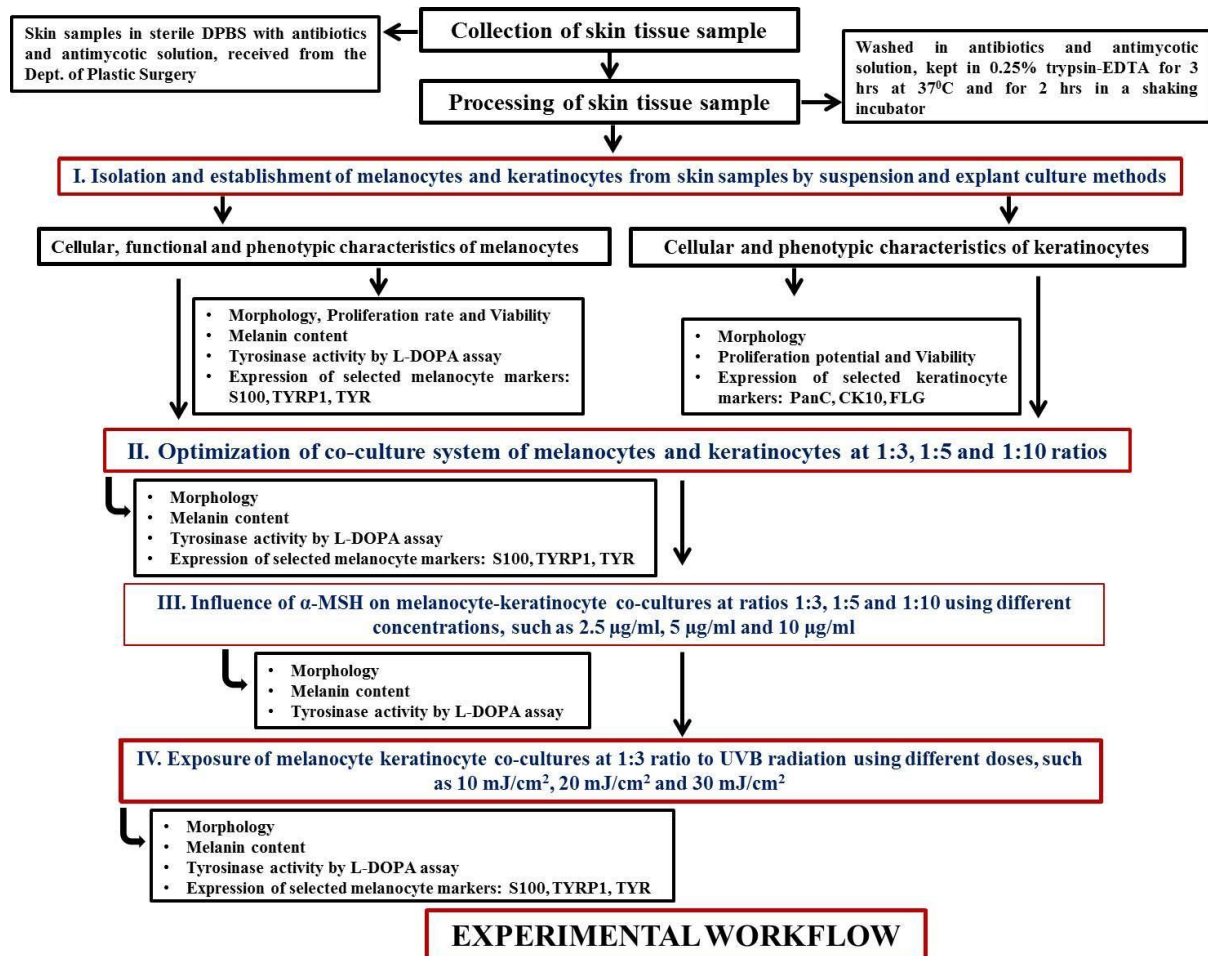 Collection of skin tissue sample
Skin samples in sterile DPBS with antibiotics
and antimycotic solution, received from the
Dept. of Plastic Surgery
Processing of skin tissue sample
Washed in antibiotics and antimycotic
solution, kept in 0.25% trypsin-EDTA for 3
hrs at 37⁰C and for 2 hrs in a shaking
incubator
I. Isolation and establishment of melanocytes and keratinocytes from skin samples by suspension and explant culture methods
Cellular, functional and phenotypic characteristics of melanocytes
• Morphology, Proliferation rate and Viability
• Melanin content
• Tyrosinase activity by L-DOPA assay
• Expression of selected melanocyte markers:
S100, TYRP1, TYR
Cellular and phenotypic characteristics of keratinocytes
• Morphology
• Proliferation potential and Viability
• Expression of selected keratinocyte
markers: PanC, CK10, FLG
II. Optimization of co-culture system of melanocytes and keratinocytes at 1:3, 1:5 and 1:10 ratios
• Morphology
• Melanin content
• Tyrosinase activity by L-DOPA assay
• Expression of selected melanocyte markers: S100, TYRP1, TYR
III. Influence of α-MSH on melanocyte-keratinocyte co-cultures at ratios 1:3, 1:5 and 1:10 using different
concentrations, such as 2.5 µg/ml, 5 µg/ml and 10 µg/ml
• Morphology
• Melanin content
• Tyrosinase activity by L-DOPA assay
IV. Exposure of melanocyte keratinocyte co-cultures at 1:3 ratio to UVB radiation using different doses, such
as 10 mJ/cm², 20 mJ/cm² and 30 mJ/cm²
• Morphology
• Melanin content
• Tyrosinase activity by L-DOPA assay
• Expression of selected melanocyte markers: S100, TYRP1, TYR
EXPERIMENTAL WORKFLOW